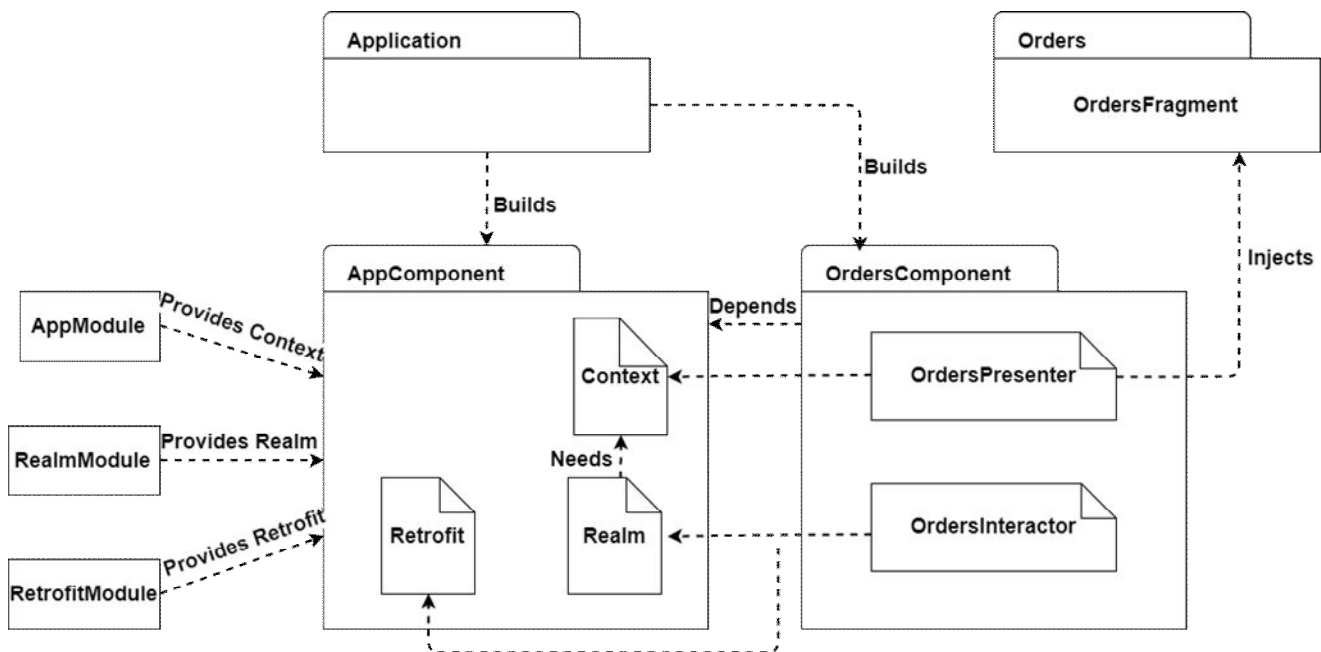 Application
Orders
OrdersFragment
Builds
Builds
Injects
AppComponent
OrdersComponent
AppModule
Provides Context
Depends
Context
OrdersPresenter
RealmModule
Provides Realm
Needs
Retrofit
Realm
OrdersInteractor
RetrofitModule
Provides Retrofit